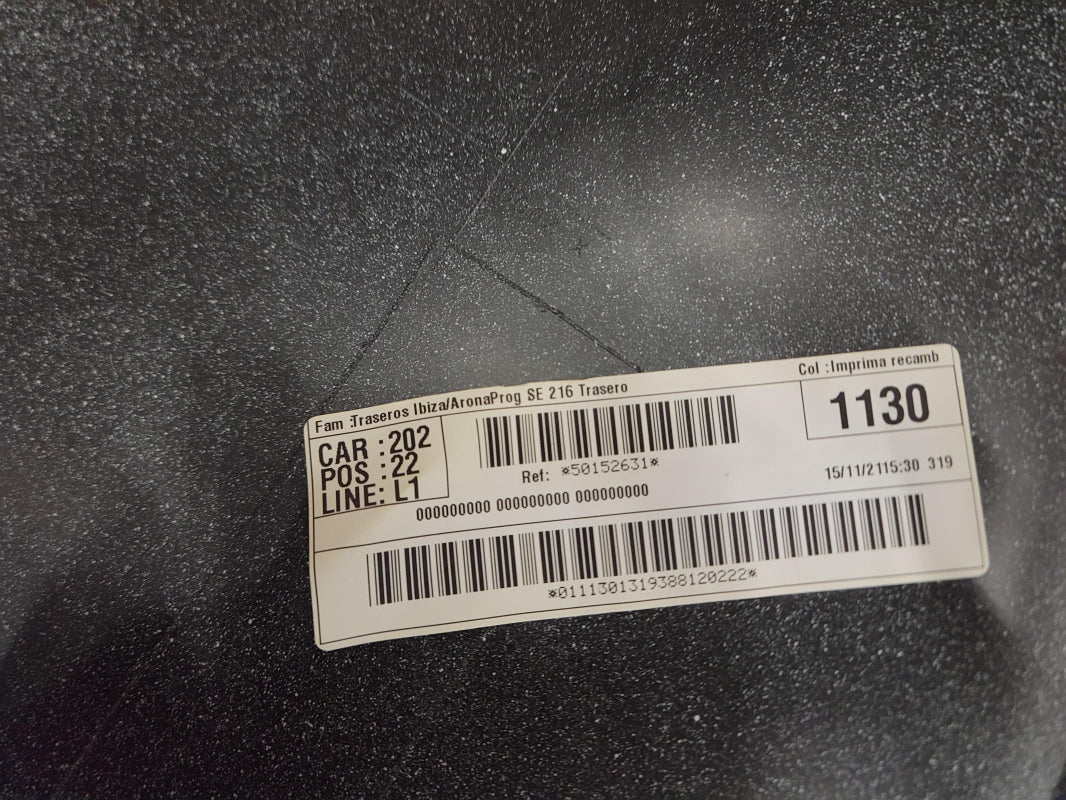 Fam :Traseros Ibiza/AronaProg SE 216 Trasero
Col :Imprima recamb
CAR :202
POS :22
LINE: L1
1130
Ref: *50152631*
15/11/2115:30 319
000000000 000000000 000000000
*0111301319388120222*